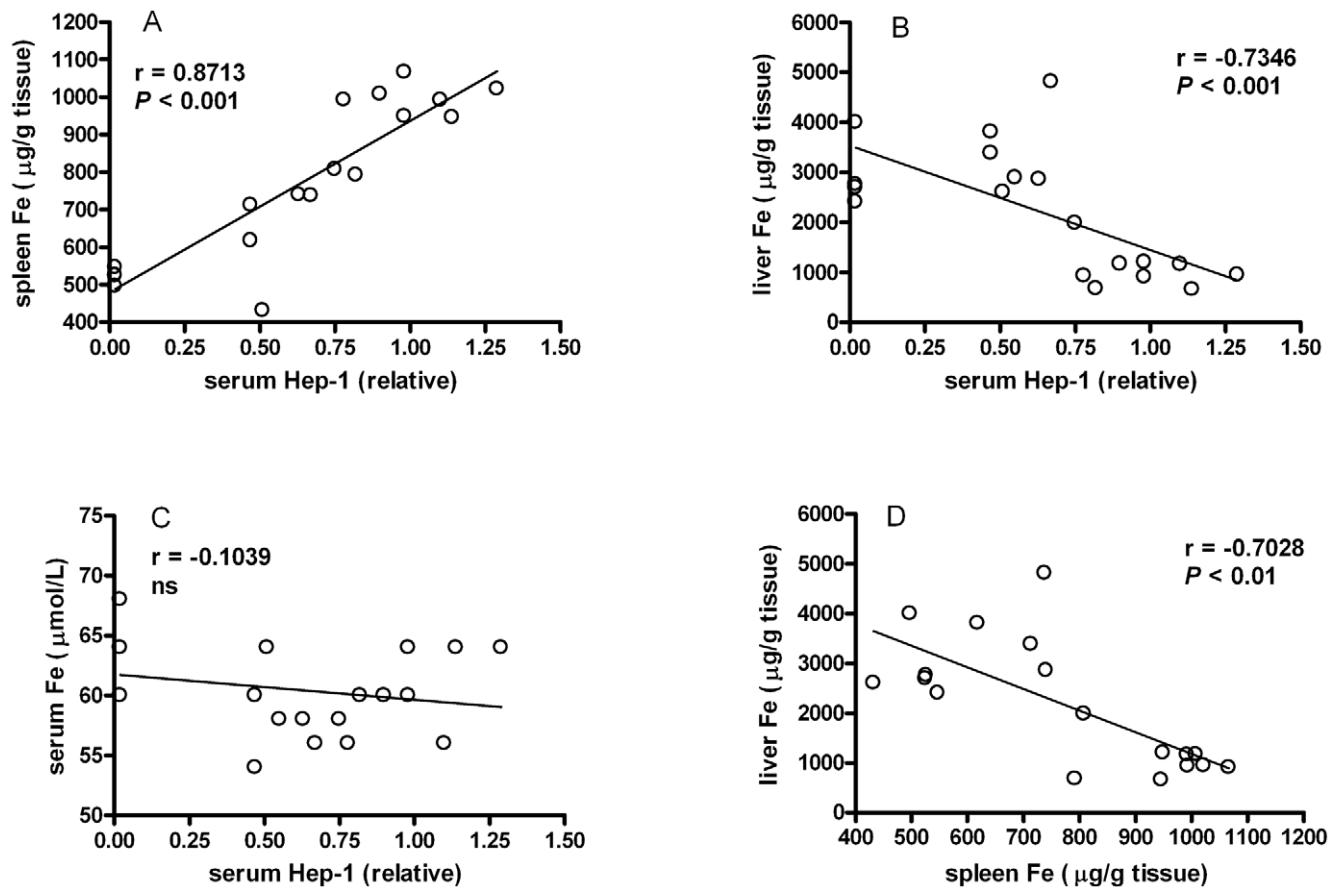 A
r = 0.8713
P < 0.001
spleen Fe ( μg/g tissue)
1200
1100
1000
900
800
700
600
500
400
0.00 0.25 0.50 0.75 1.00 1.25 1.50
serum Hep-1 (relative)
B
r = -0.7346
P < 0.001
liver Fe ( μg/g tissue)
6000
5000
4000
3000
2000
1000
0
0.00 0.25 0.50 0.75 1.00 1.25 1.50
serum Hep-1 (relative)
C
r = -0.1039
ns
serum Fe ( μmol/L)
75
70
65
60
55
50
0.00 0.25 0.50 0.75 1.00 1.25 1.50
serum Hep-1 (relative)
D
r = -0.7028
P < 0.01
liver Fe ( μg/g tissue)
6000
5000
4000
3000
2000
1000
0
400 500 600 700 800 900 1000 1100 1200
spleen Fe ( μg/g tissue)